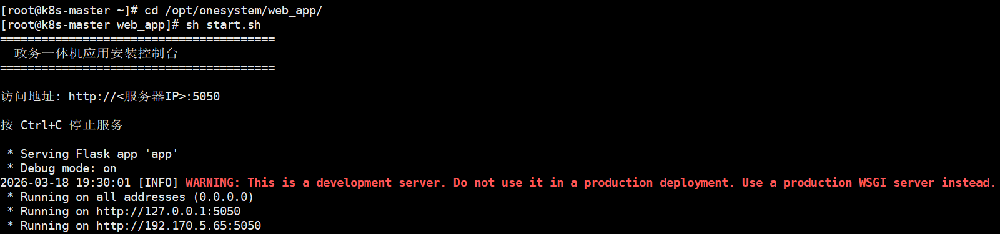 [root@k8s-master ~]# cd /opt/onesystem/web_app/
[root@k8s-master web_app]# sh start.sh
========================================
  政务一体机应用安装控制台
========================================
访问地址: http://<服务器IP>:5050
按 Ctrl+C 停止服务
 * Serving Flask app 'app'
 * Debug mode: on
2026-03-18 19:30:01 [INFO] WARNING: This is a development server. Do not use it in a production deployment. Use a production WSGI server instead.
 * Running on all addresses (0.0.0.0)
 * Running on http://127.0.0.1:5050
 * Running on http://192.170.5.65:5050